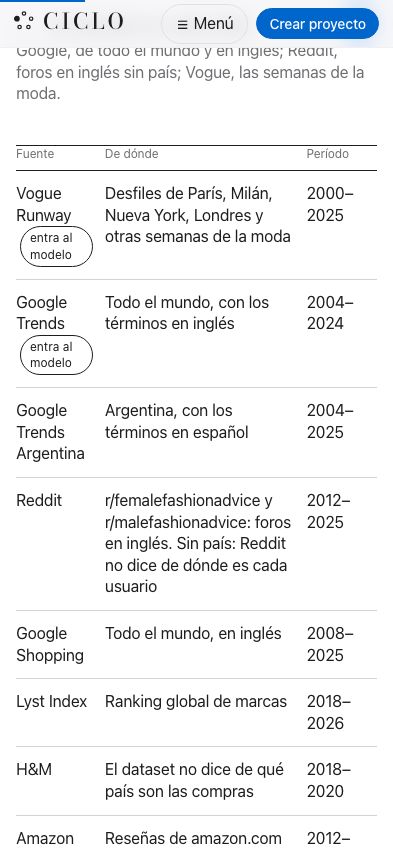 CICLO
≡ Menú
Crear proyecto
Google, de todo el mundo y en inglés; Reddit,
foros en inglés sin país; Vogue, las semanas de la
moda.
Fuente De dónde Período
Vogue Desfiles de París, Milán, 2000–
Runway Nueva York, Londres y 2025
entra al otras semanas de la moda
modelo
Google Todo el mundo, con los 2004–
Trends términos en inglés 2024
entra al
modelo
Google Argentina, con los 2004–
Trends términos en español 2025
Argentina
Reddit r/femalefashionadvice y 2012–
r/malefashionadvice: foros 2025
en inglés. Sin país: Reddit
no dice de dónde es cada
usuario
Google Todo el mundo, en inglés 2008–
Shopping 2025
Lyst Index Ranking global de marcas 2018–
2026
H&M El dataset no dice de qué 2018–
país son las compras 2020
Amazon Reseñas de amazon.com 2012–